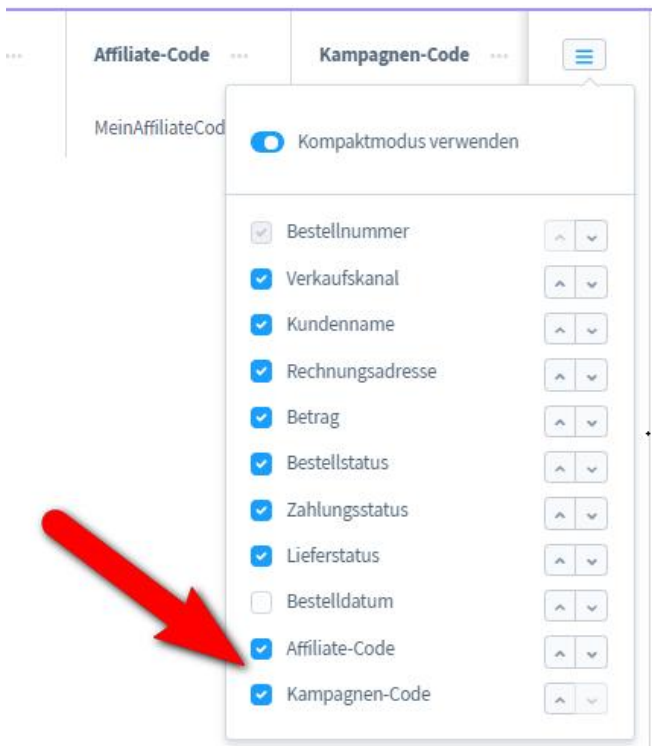 Affiliate-Code ... Kampagnen-Code ...
MeinAffiliateCod
Kompaktmodus verwenden
Bestellnummer
Verkaufskanal
Kundenname
Rechnungsadresse
Betrag
Bestellstatus
Zahlungsstatus
Lieferstatus
Bestelldatum
Affiliate-Code
Kampagnen-Code